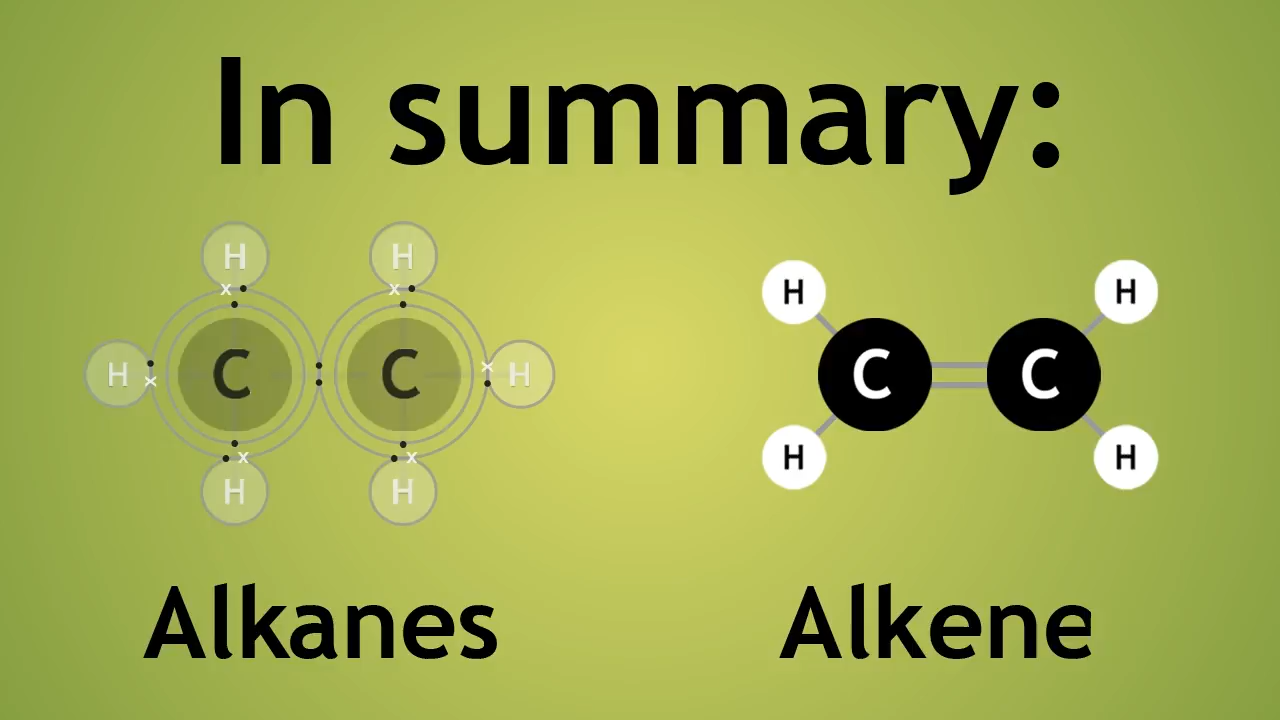 In summary:
H H
H C C H
H H
H H
C C
H H
Alkanes
Alkene